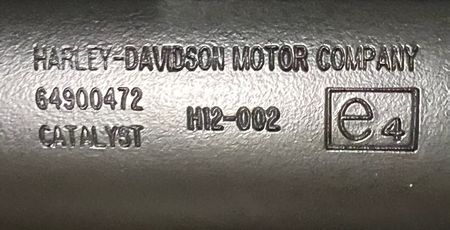 HARLEY-DAVIDSON MOTOR COMPANY
64900472 H12-002 e4
CATALYST